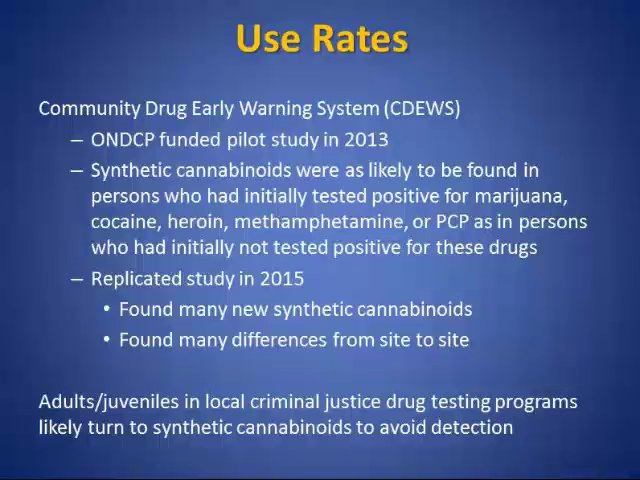 Use Rates
Community Drug Early Warning System (CDEWS)
– ONDCP funded pilot study in 2013
– Synthetic cannabinoids were as likely to be found in
persons who had initially tested positive for marijuana,
cocaine, heroin, methamphetamine, or PCP as in persons
who had initially not tested positive for these drugs
– Replicated study in 2015
• Found many new synthetic cannabinoids
• Found many differences from site to site
Adults/juveniles in local criminal justice drug testing programs
likely turn to synthetic cannabinoids to avoid detection